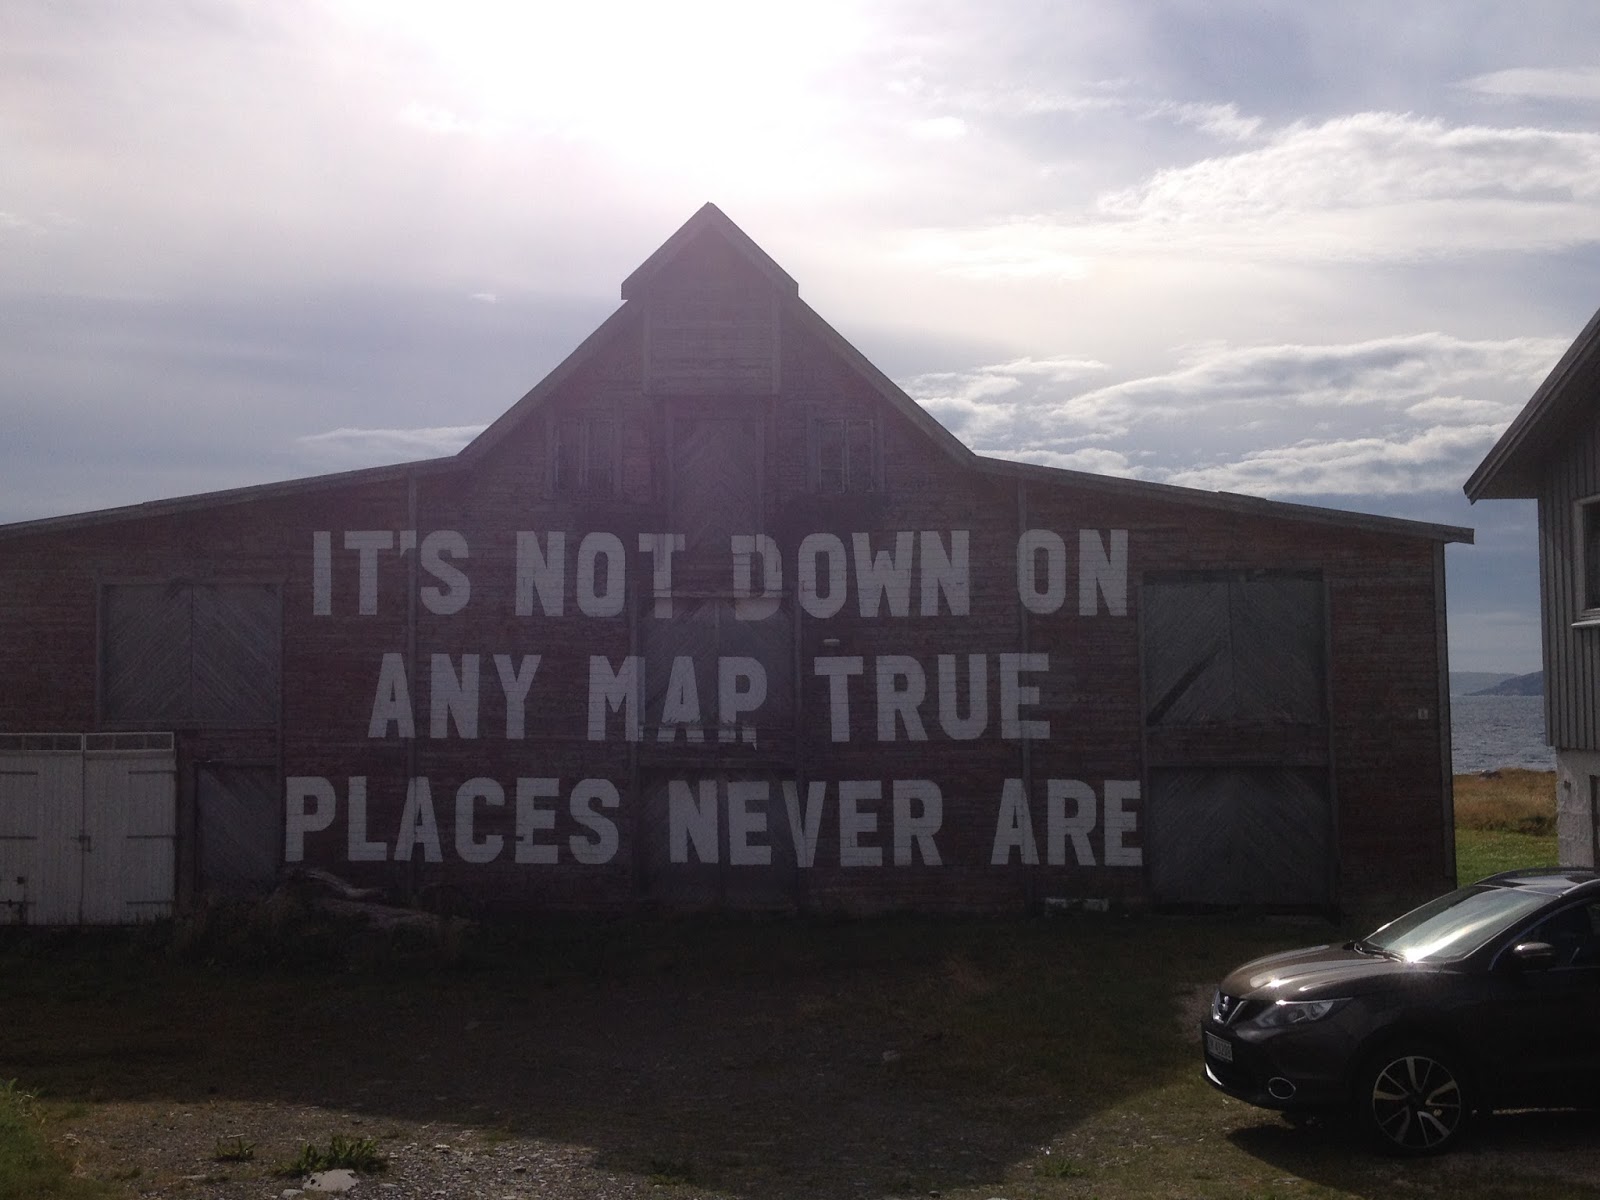 IT'S NOT DOWN ON
ANY MAP, TRUE
PLACES NEVER ARE